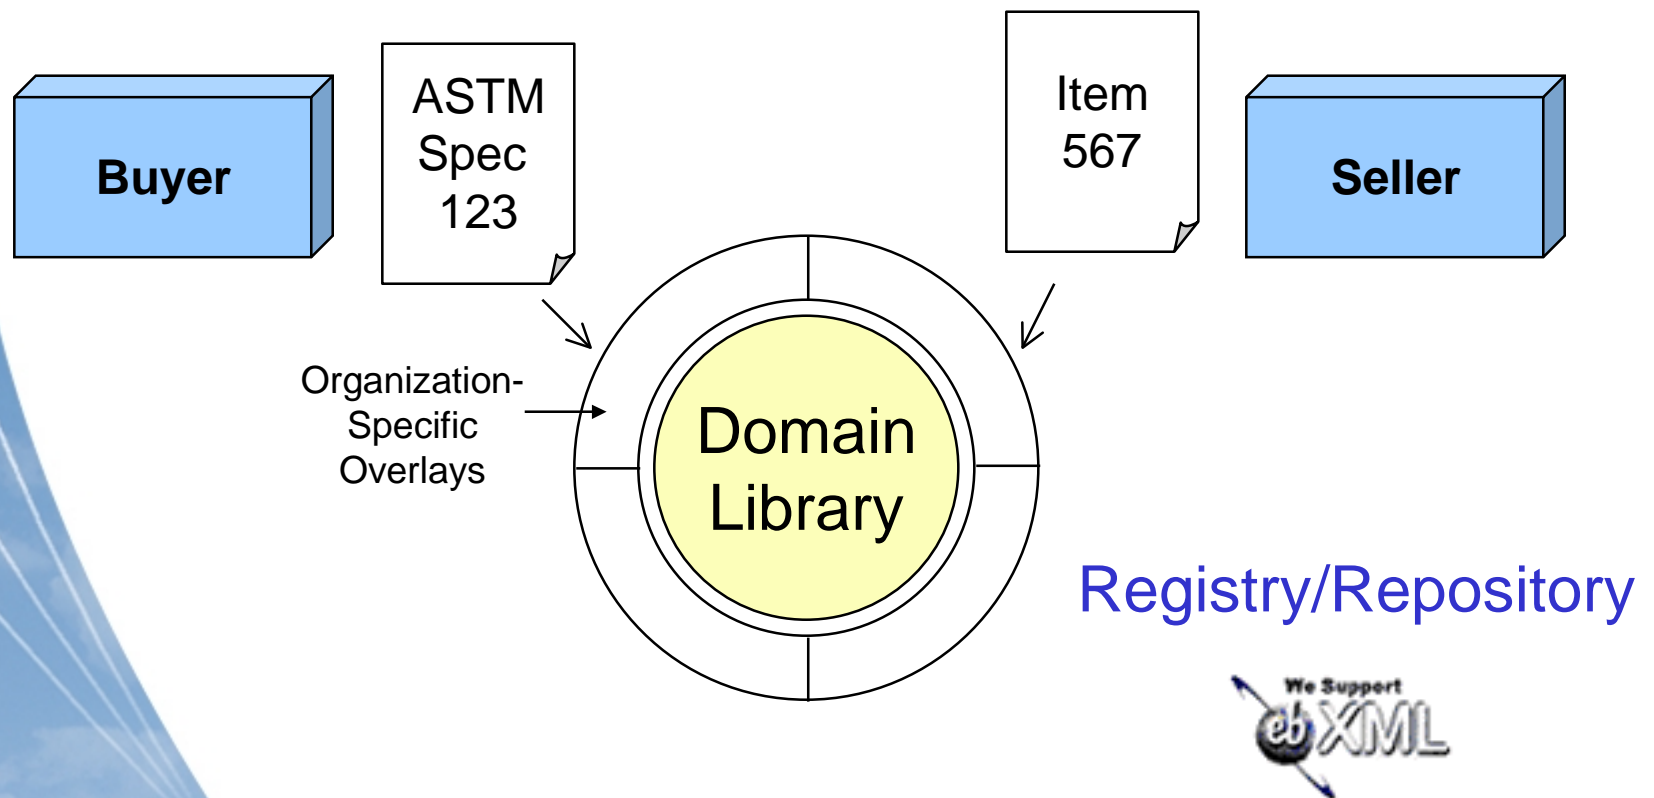 Buyer
ASTM
Spec
123
Item
567
Seller
Organization-
Specific
Overlays
Domain
Library
Registry/Repository
We Support
ebXML